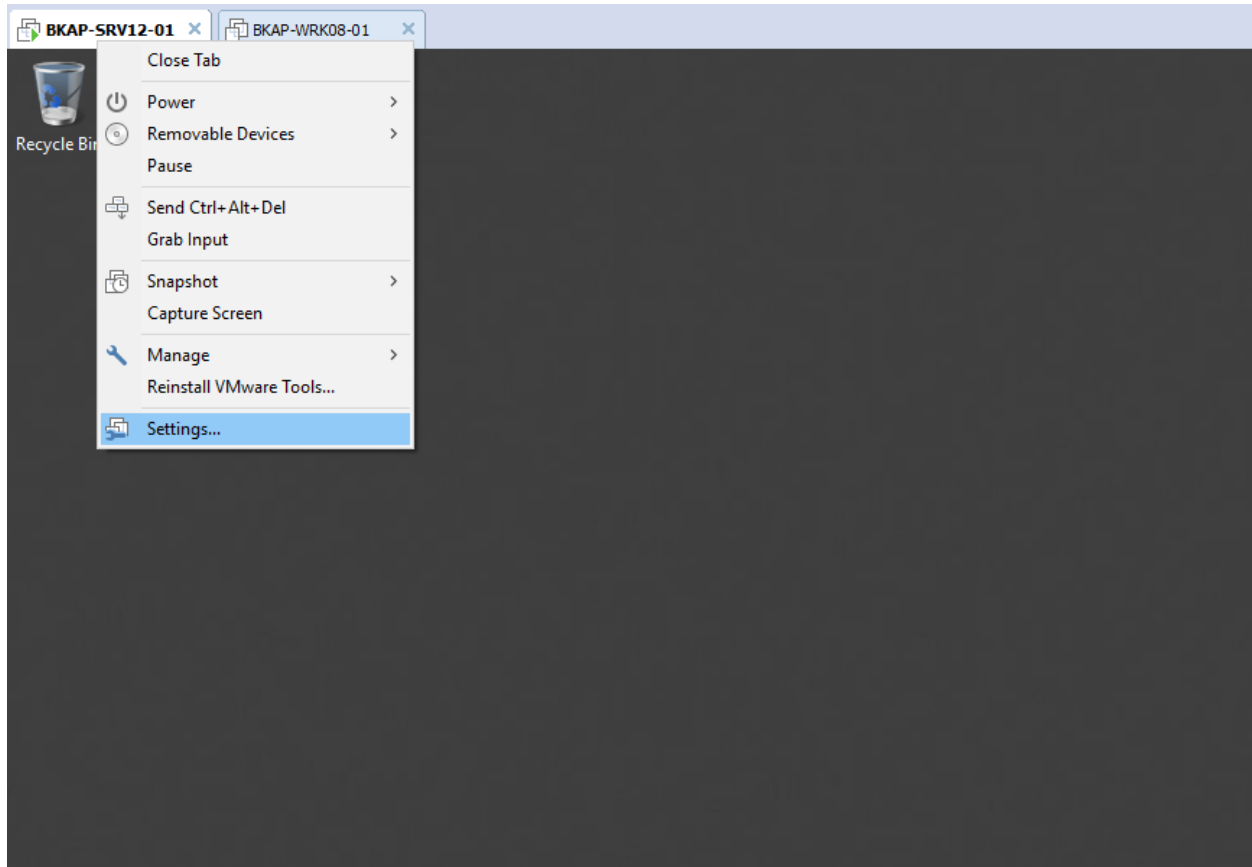 BKAP-SRV12-01 BKAP-WRK08-01
Close Tab
Power
Removable Devices
Pause
Send Ctrl+Alt+Del
Grab Input
Snapshot
Capture Screen
Manage
Reinstall VMware Tools...
Settings...
Recycle Bin